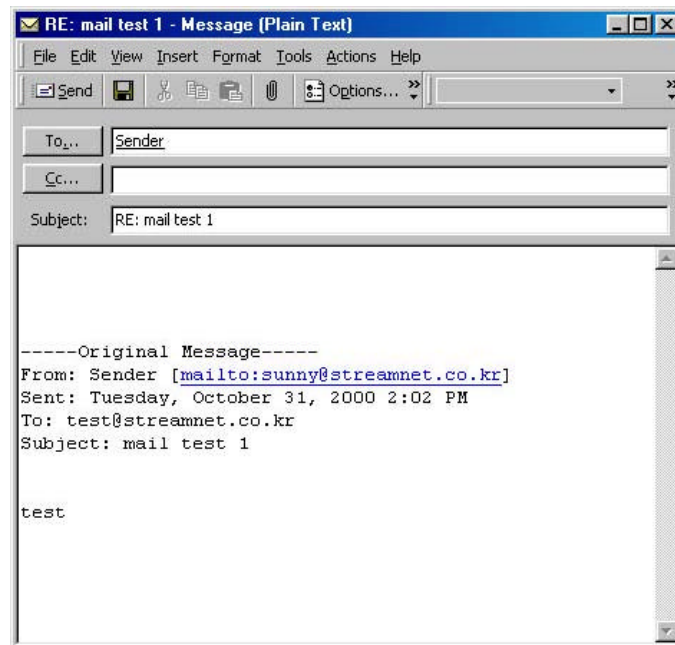 RE: mail test 1 - Message (Plain Text)
File Edit View Insert Format Tools Actions Help
Send Options...
To... Sender
Cc...
Subject: RE: mail test 1
-----Original Message-----
From: Sender [mailto:sunny@streamnet.co.kr]
Sent: Tuesday, October 31, 2000 2:02 PM
To: test@streamnet.co.kr
Subject: mail test 1
test